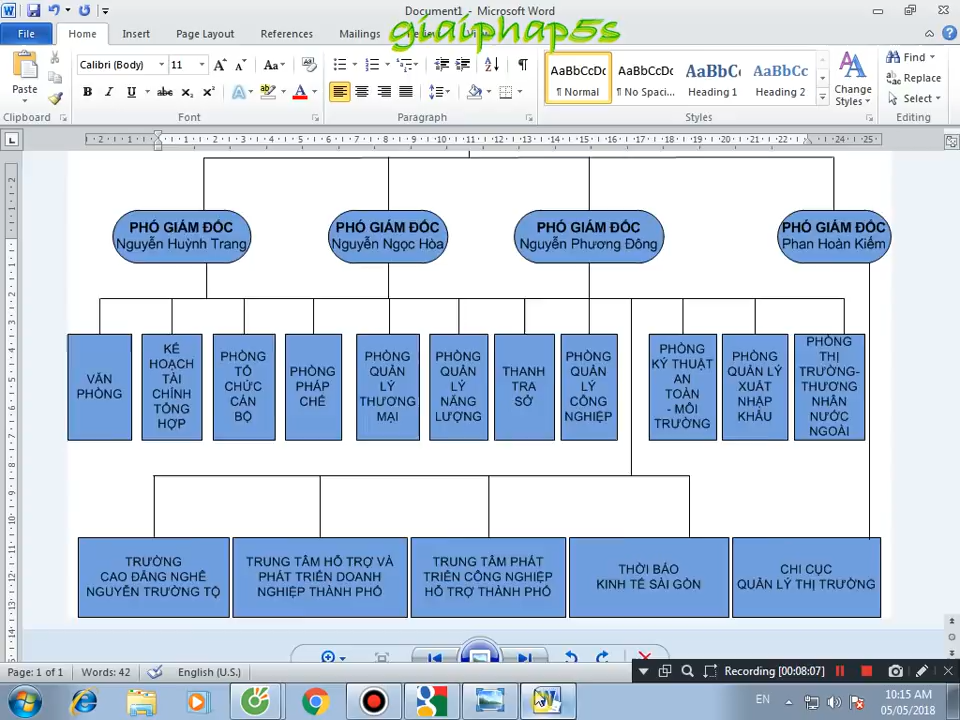 Document1 - Microsoft Word
giaiphap5s
File Home Insert Page Layout References Mailings
Calibri (Body) 11 Aa
AaBbCcDc AaBbCcDc AaBbC AaBbCc
Find
Replace
Select
Paste
B I U abc x₂ x²
¶ Normal ¶ No Spaci... Heading 1 Heading 2
Change
Styles
Clipboard Font Paragraph Styles Editing
PHÓ GIÁM ĐỐC
Nguyễn Huỳnh Trang
PHÓ GIÁM ĐỐC
Nguyễn Ngọc Hòa
PHÓ GIÁM ĐỐC
Nguyễn Phương Đông
PHÓ GIÁM ĐỐC
Phan Hoàn Kiếm
VĂN
PHÒNG
KẾ
HOẠCH
TÀI
CHÍNH
TỔNG
HỢP
PHÒNG
TỔ
CHỨC
CÁN
BỘ
PHÒNG
PHÁP
CHẾ
PHÒNG
QUẢN
LÝ
THƯƠNG
MẠI
PHÒNG
QUẢN
LÝ
NĂNG
LƯỢNG
THANH
TRA
SỞ
PHÒNG
QUẢN
LÝ
CÔNG
NGHIỆP
PHÒNG
KỸ THUẬT
AN
TOÀN
- MÔI
TRƯỜNG
PHÒNG
QUẢN LÝ
XUẤT
NHẬP
KHẨU
PHÒNG
THỊ
TRƯỜNG-
THƯƠNG
NHÂN
NƯỚC
NGOÀI
TRƯỜNG
CAO ĐẲNG NGHỀ
NGUYỄN TRƯỜNG TỘ
TRUNG TÂM HỖ TRỢ VÀ
PHÁT TRIỂN DOANH
NGHIỆP THÀNH PHỐ
TRUNG TÂM PHÁT
TRIỂN CÔNG NGHIỆP
HỖ TRỢ THÀNH PHỐ
THỜI BÁO
KINH TẾ SÀI GÒN
CHI CỤC
QUẢN LÝ THỊ TRƯỜNG
Page: 1 of 1 Words: 42 English (U.S.)
Recording [00:08:07]
EN
10:15 AM
05/05/2018